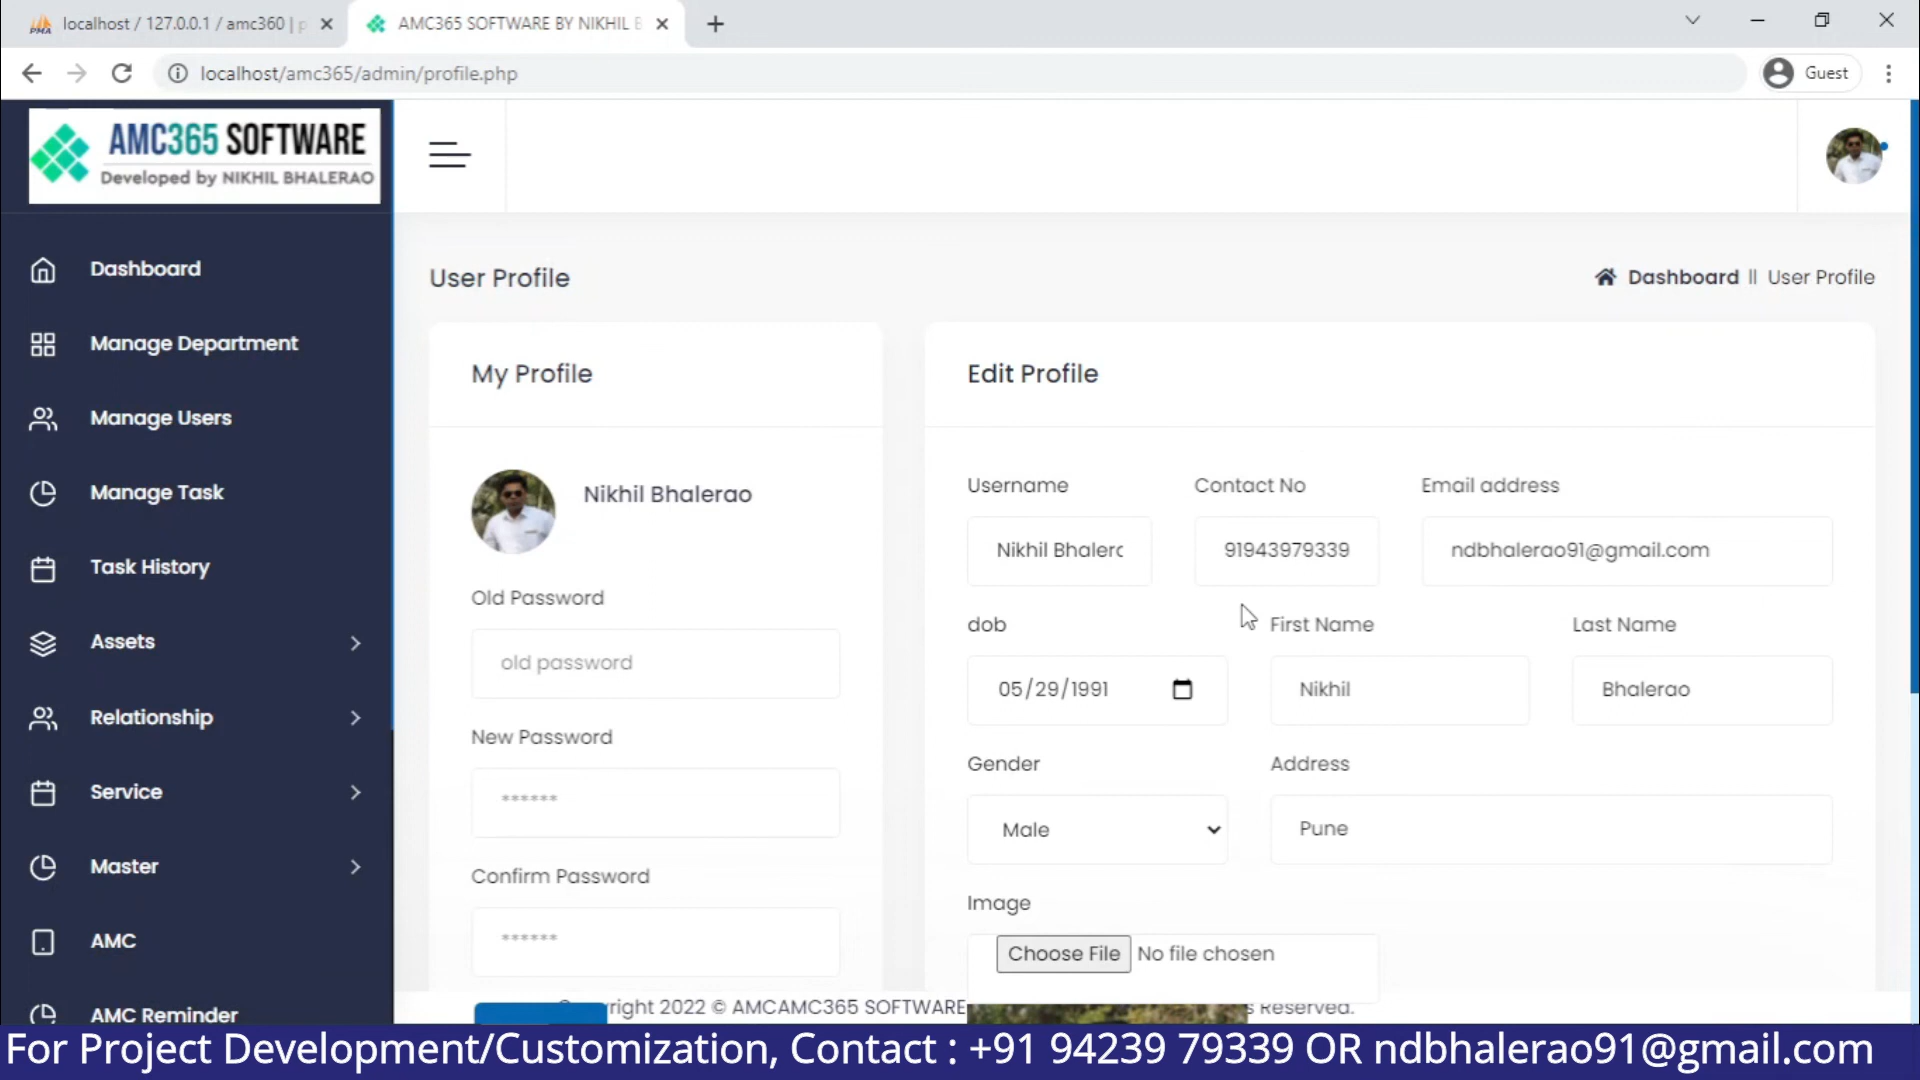 localhost / 127.0.0.1 / amc360 | p
AMC365 SOFTWARE BY NIKHIL B
localhost/amc365/admin/profile.php
Guest
PMA
AMC365 SOFTWARE
Developed by NIKHIL BHALERAO
Dashboard
Manage Department
Manage Users
Manage Task
Task History
Assets
Relationship
Service
Master
AMC
AMC Reminder
User Profile
Dashboard || User Profile
My Profile
Nikhil Bhalerao
Old Password
old password
New Password
******
Confirm Password
******
Edit Profile
Username
Contact No
Email address
Nikhil Bhalerc
91943979339
ndbhalerao91@gmail.com
dob
First Name
Last Name
05/29/1991
Nikhil
Bhalerao
Gender
Address
Male
Pune
Image
Choose File No file chosen
right 2022 © AMCAMC365 SOFTWARE
s Reserved.
For Project Development/Customization, Contact : +91 94239 79339 OR ndbhalerao91@gmail.com